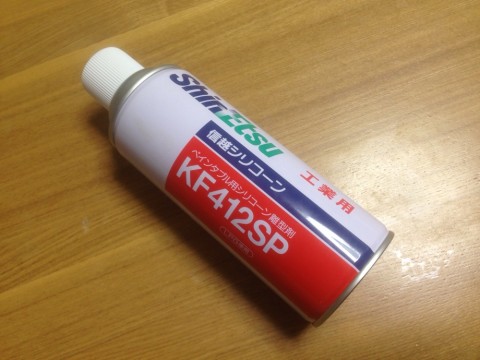 ShinEtsu
信越シリコーン
工業用
ペインタブル用シリコーン離型剤
KF412SP